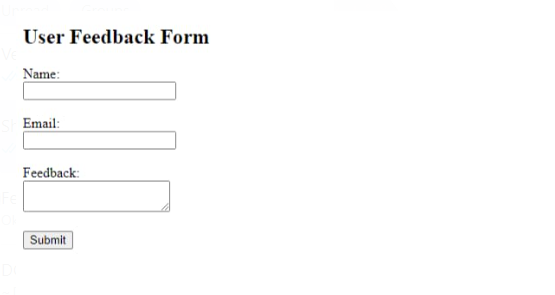 User Feedback Form
Name:
Email:
Feedback:
Submit